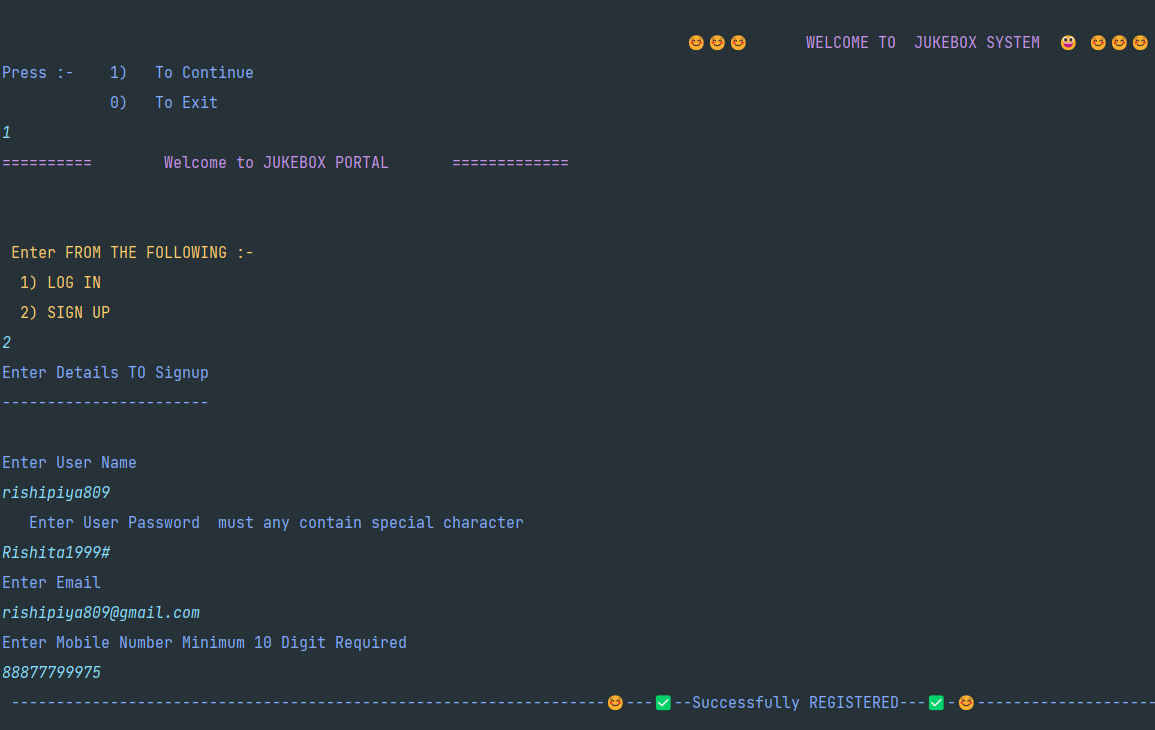 😊😊😊 WELCOME TO JUKEBOX SYSTEM 😃 😊😊😊
Press :- 1) To Continue
0) To Exit
1
========== Welcome to JUKEBOX PORTAL =============
Enter FROM THE FOLLOWING :-
1) LOG IN
2) SIGN UP
2
Enter Details TO Signup
-----------------------
Enter User Name
rishipiya809
Enter User Password must any contain special character
Rishita1999#
Enter Email
rishipiya809@gmail.com
Enter Mobile Number Minimum 10 Digit Required
88877799975
------------------------------------------------------------------😊---✅--Successfully REGISTERED---✅-😊--------------------